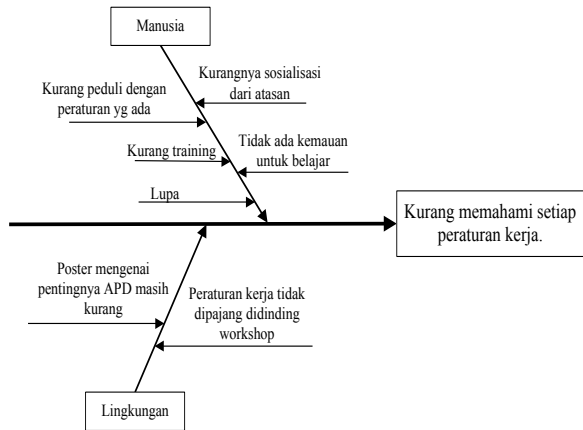 Manusia
Kurangnya sosialisasi
dari atasan
Kurang peduli dengan
peraturan yg ada
Kurang training
Tidak ada kemauan
untuk belajar
Lupa
Kurang memahami setiap
peraturan kerja.
Poster mengenai
pentingnya APD masih
kurang
Peraturan kerja tidak
dipajang didinding
workshop
Lingkungan